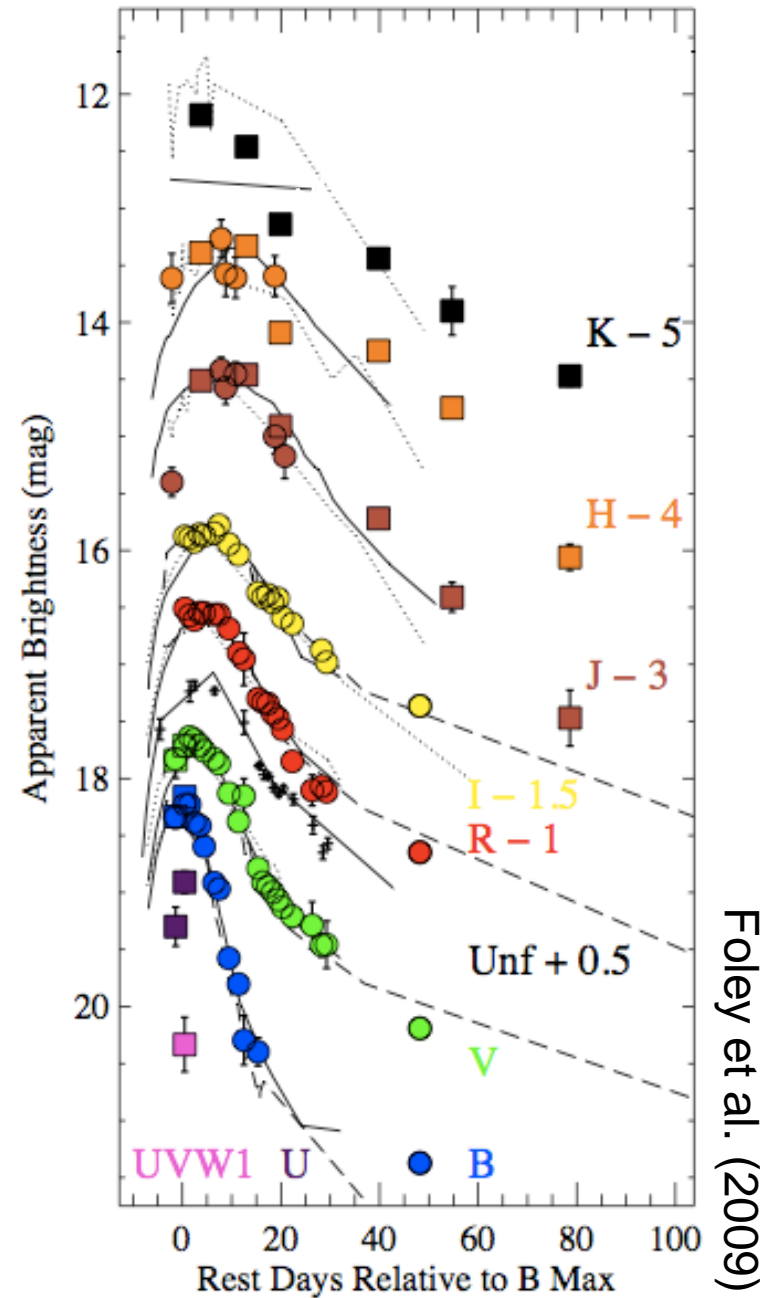 12
14
16
18
20
Apparent Brightness (mag)
K − 5
H − 4
J − 3
I − 1.5
R − 1
Unf + 0.5
V
UVW1 U B
0 20 40 60 80 100
Rest Days Relative to B Max
Foley et al. (2009)